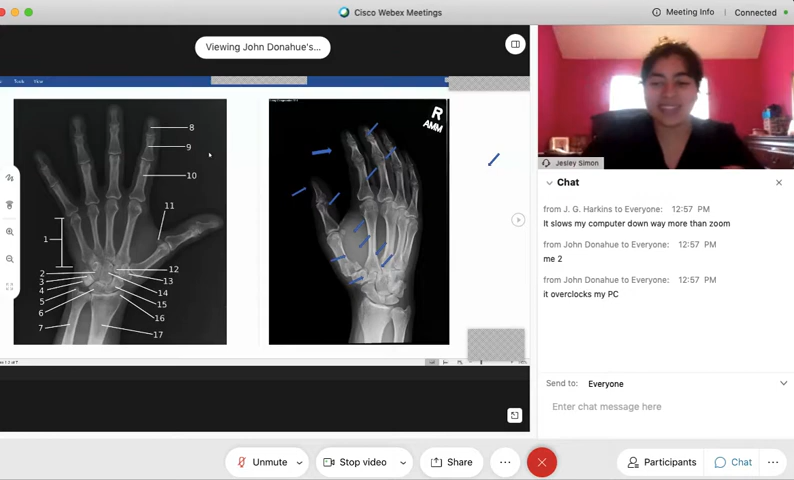 Cisco Webex Meetings
Meeting Info
Connected
Viewing John Donahue's...
Tools View
R
AMM
8
9
10
11
1
2
3
4
5
6
7
12
13
14
15
16
17
Jesley Simon
Chat
from J. G. Harkins to Everyone: 12:57 PM
It slows my computer down way more than zoom
from John Donahue to Everyone: 12:57 PM
me 2
from John Donahue to Everyone: 12:57 PM
it overclocks my PC
Send to: Everyone
Enter chat message here
Unmute
Stop video
Share
Participants
Chat